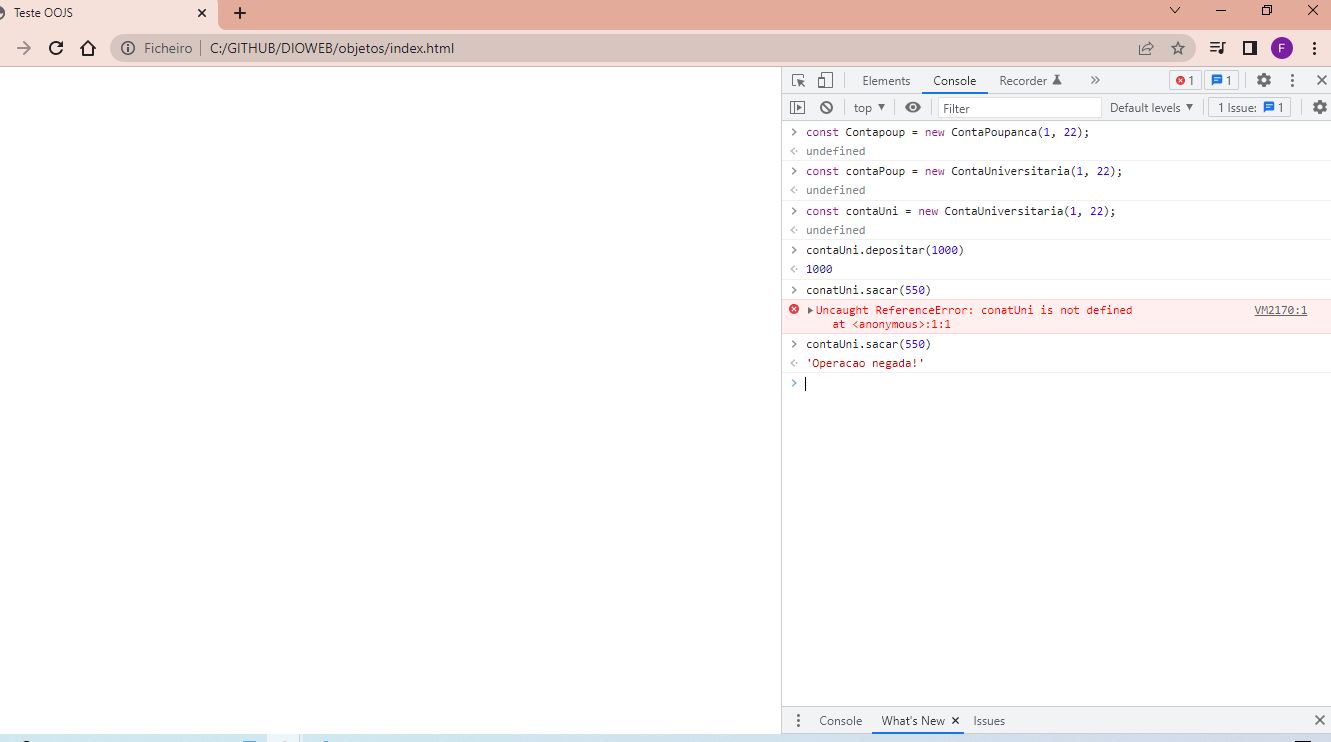 Teste OOJS
Ficheiro C:/GITHUB/DIOWEB/objetos/index.html
F
Elements Console Recorder 1 1
top Filter Default levels 1 Issue: 1
const Contapoup = new ContaPoupanca(1, 22);
undefined
const contaPoup = new ContaUniversitaria(1, 22);
undefined
const contaUni = new ContaUniversitaria(1, 22);
undefined
contaUni.depositar(1000)
1000
conatUni.sacar(550)
Uncaught ReferenceError: conatUni is not defined VM2170:1
at <anonymous>:1:1
contaUni.sacar(550)
'Operacao negada!'
Console What's New Issues